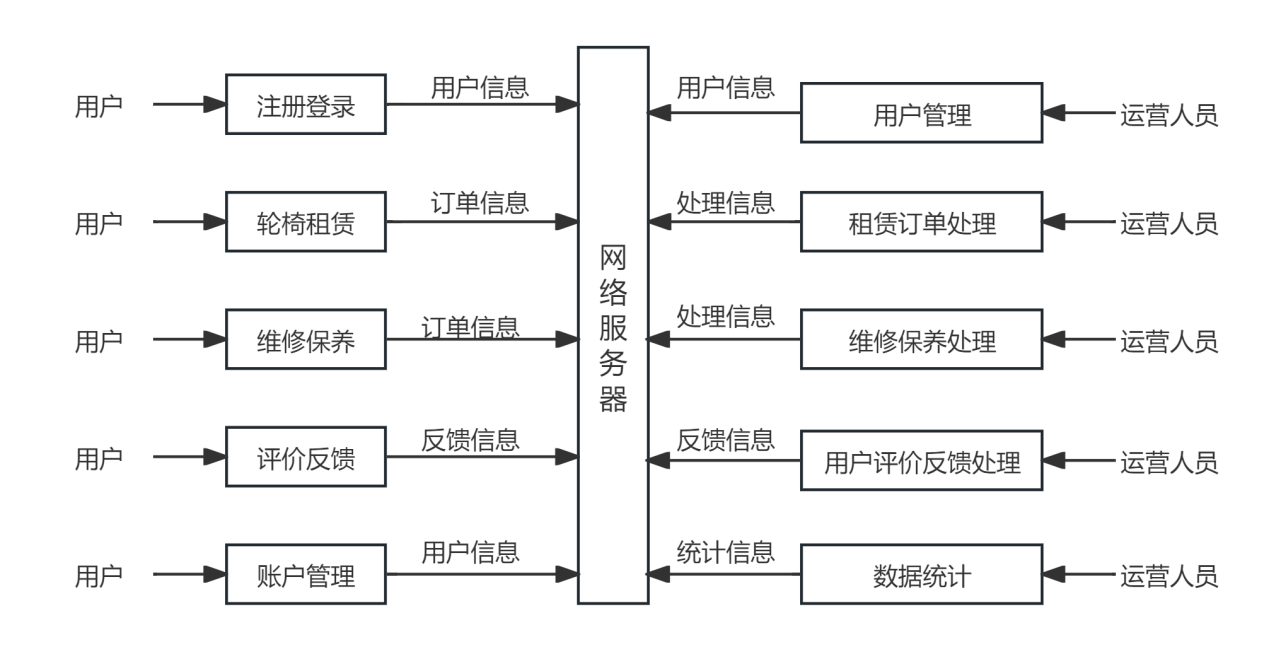 用户 注册登录 用户信息 用户信息 用户管理 运营人员
用户 轮椅租赁 订单信息 处理信息 租赁订单处理 运营人员
网络服务器
用户 维修保养 订单信息 处理信息 维修保养处理 运营人员
用户 评价反馈 反馈信息 反馈信息 用户评价反馈处理 运营人员
用户 账户管理 用户信息 统计信息 数据统计 运营人员